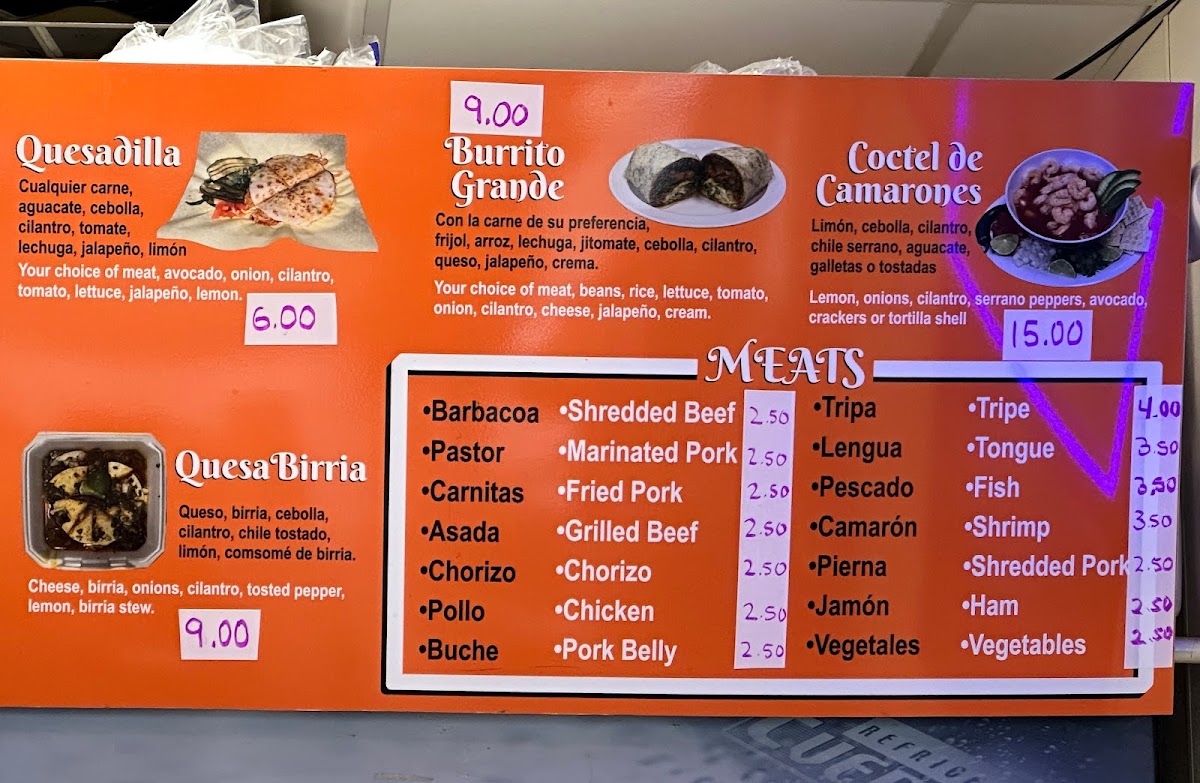 Quesadilla
Cualquier carne,
aguacate, cebolla,
cilantro, tomate,
lechuga, jalapeño, limón
Your choice of meat, avocado, onion, cilantro,
tomato, lettuce, jalapeño, lemon.
6.00
9.00
Burrito
Grande
Con la carne de su preferencia,
frijol, arroz, lechuga, jitomate, cebolla, cilantro,
queso, jalapeño, crema.
Your choice of meat, beans, rice, lettuce, tomato,
onion, cilantro, cheese, jalapeño, cream.
Coctel de
Camarones
Limón, cebolla, cilantro,
chile serrano, aguacate,
galletas o tostadas
Lemon, onions, cilantro, serrano peppers, avocado,
crackers or tortilla shell
15.00
QuesaBirria
Queso, birria, cebolla,
cilantro, chile tostado,
limón, comsomé de birria.
Cheese, birria, onions, cilantro, tosted pepper,
lemon, birria stew.
9.00
MEATS
•Barbacoa •Shredded Beef 2.50
•Pastor •Marinated Pork 2.50
•Carnitas •Fried Pork 2.50
•Asada •Grilled Beef 2.50
•Chorizo •Chorizo 2.50
•Pollo •Chicken 2.50
•Buche •Pork Belly 2.50
•Tripa •Tripe 4.00
•Lengua •Tongue 3.50
•Pescado •Fish 3.50
•Camarón •Shrimp 3.50
•Pierna •Shredded Pork 2.50
•Jamón •Ham 2.50
•Vegetales •Vegetables 2.50